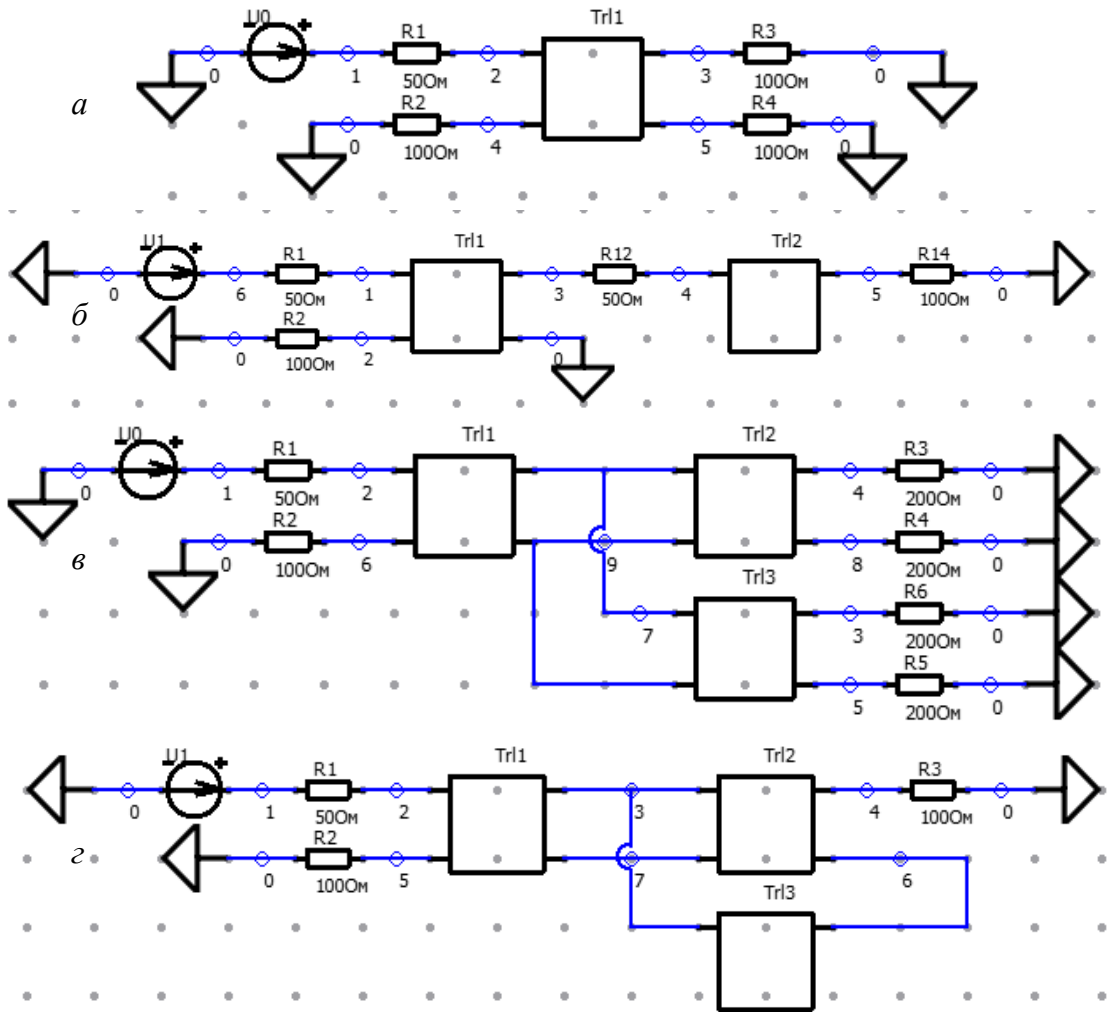 U0 R1 Trl1 R3
0 1 50Ом 2 3 100Ом 0
а R2 R4
0 100Ом 4 5 100Ом 0
U1 R1 Trl1 R12 Trl2 R14
0 6 50Ом 1 3 50Ом 4 5 100Ом 0
б R2
0 100Ом 2 0
U0 R1 Trl1 Trl2 R3
0 1 50Ом 2 4 200Ом 0
в R2 R4
0 100Ом 6 9 8 200Ом 0
Trl3 R6
7 3 200Ом 0
R5
5 200Ом 0
U1 R1 Trl1 Trl2 R3
0 1 50Ом 2 3 4 100Ом 0
г R2
0 100Ом 5 7 6
Trl3